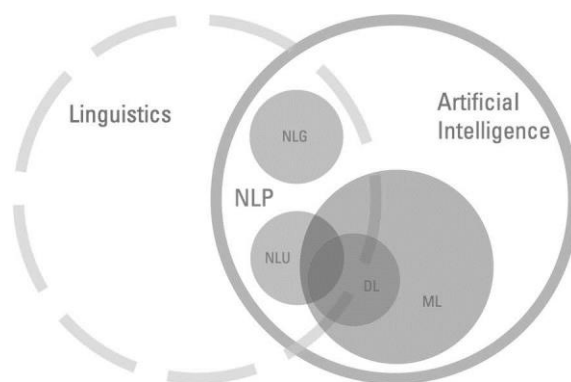 Linguistics
Artificial
Intelligence
NLG
NLP
NLU
DL
ML